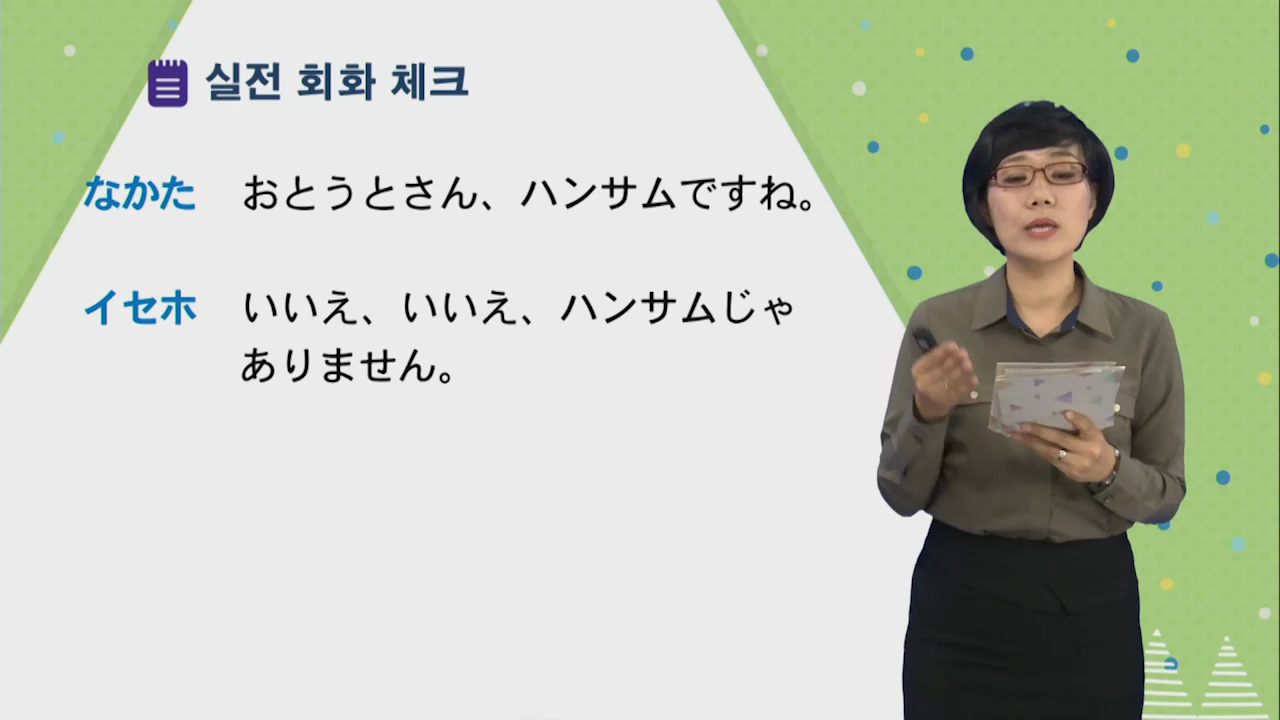 실전 회화 체크
なかた おとうとさん、ハンサムですね。
イセホ いいえ、いいえ、ハンサムじゃ
ありません。